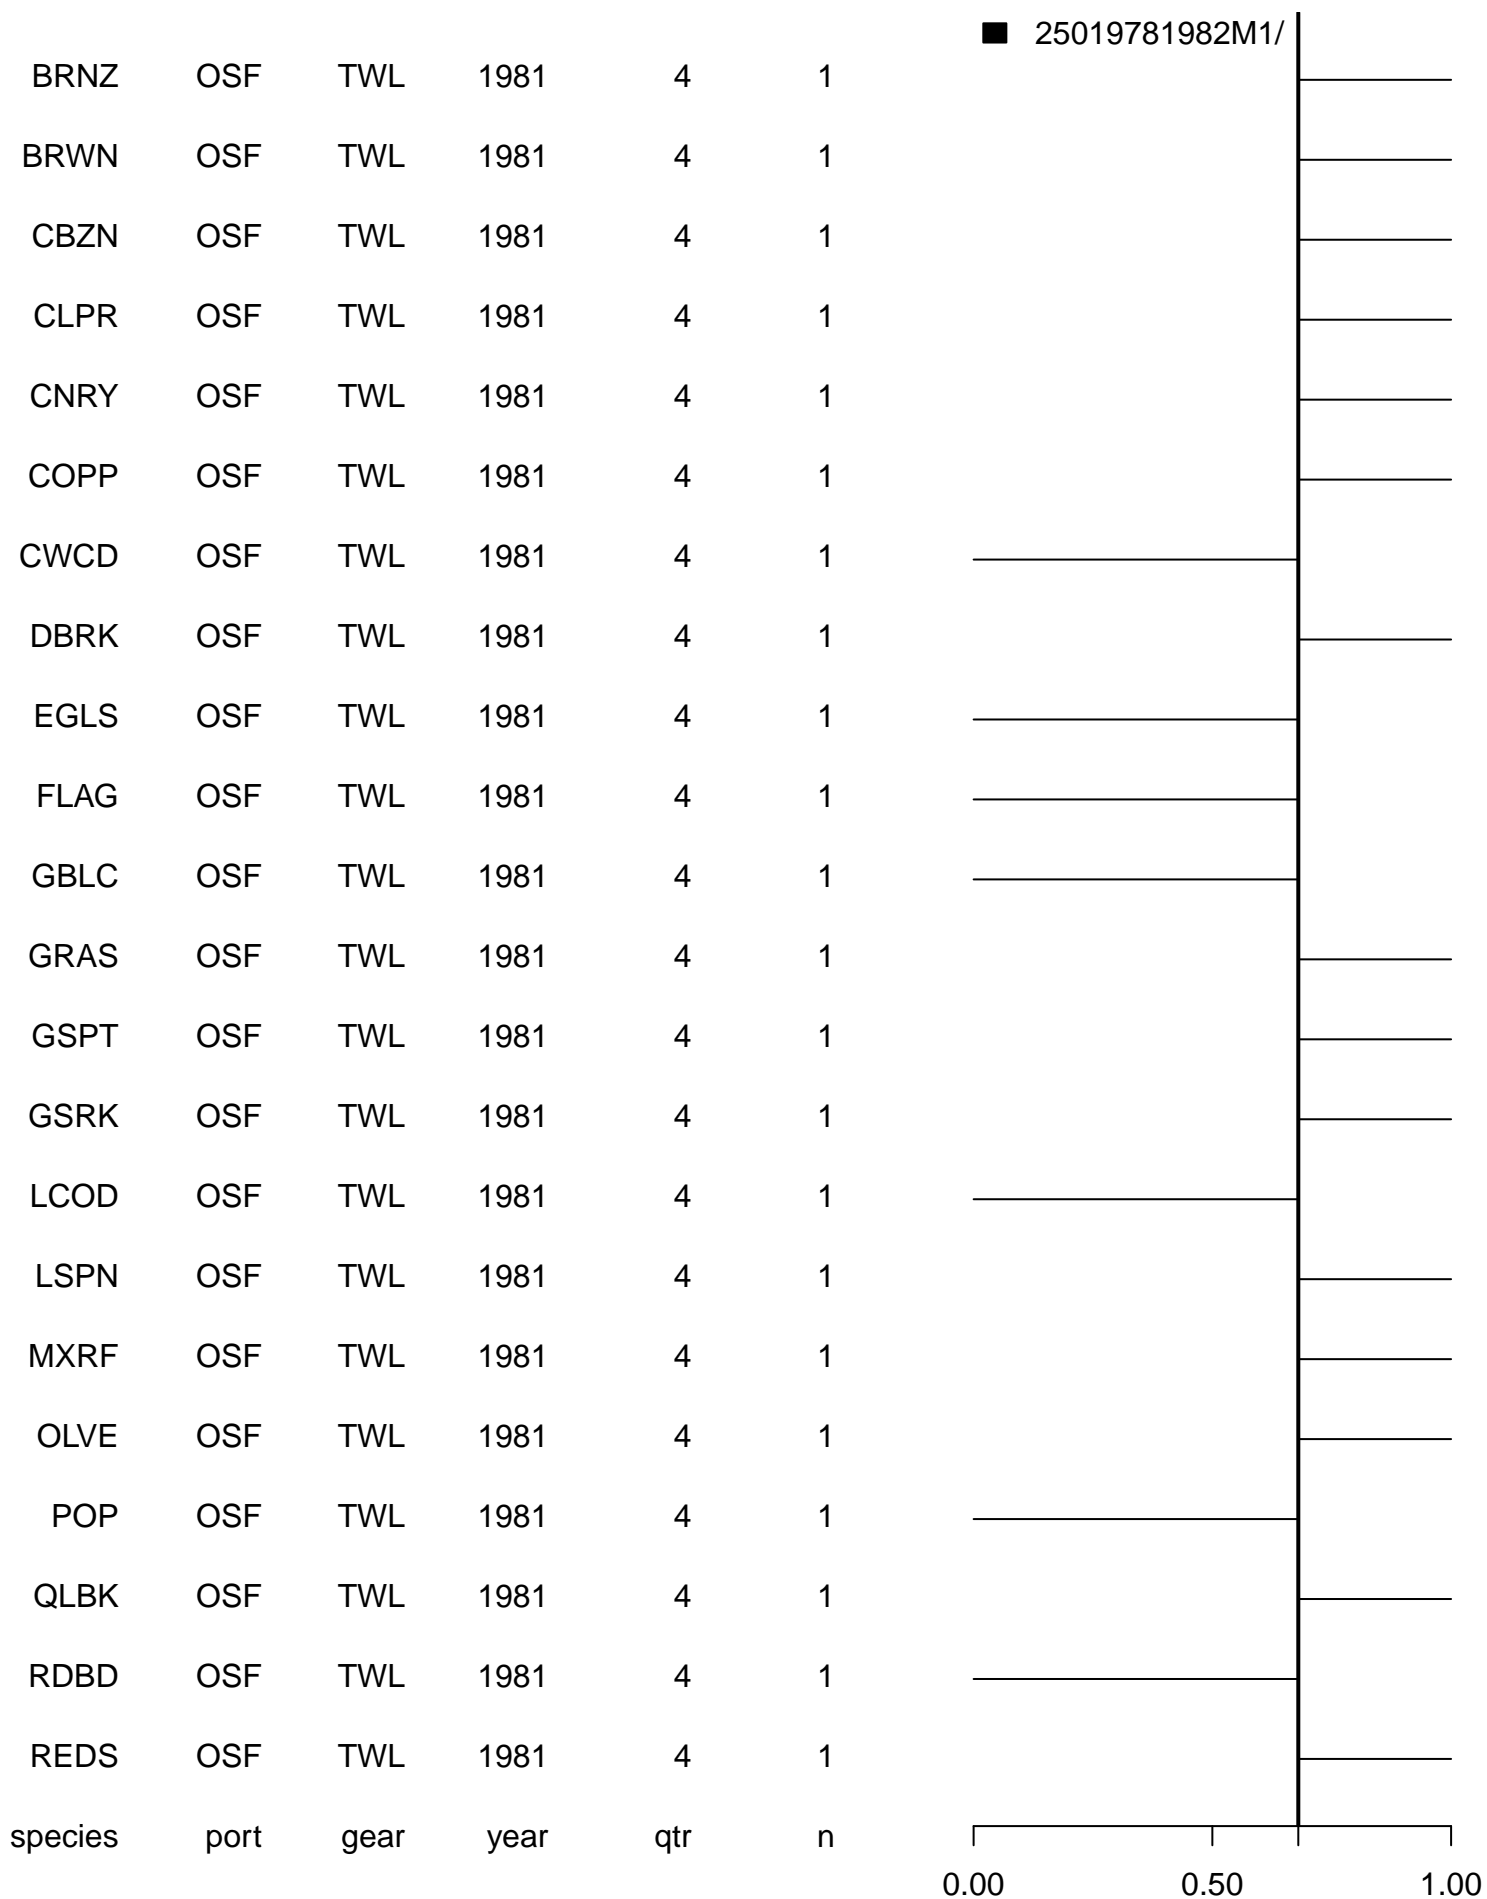 25019781982M1/
BRNZ OSF TWL 1981 4 1
BRWN OSF TWL 1981 4 1
CBZN OSF TWL 1981 4 1
CLPR OSF TWL 1981 4 1
CNRY OSF TWL 1981 4 1
COPP OSF TWL 1981 4 1
CWCD OSF TWL 1981 4 1
DBRK OSF TWL 1981 4 1
EGLS OSF TWL 1981 4 1
FLAG OSF TWL 1981 4 1
GBLC OSF TWL 1981 4 1
GRAS OSF TWL 1981 4 1
GSPT OSF TWL 1981 4 1
GSRK OSF TWL 1981 4 1
LCOD OSF TWL 1981 4 1
LSPN OSF TWL 1981 4 1
MXRF OSF TWL 1981 4 1
OLVE OSF TWL 1981 4 1
POP OSF TWL 1981 4 1
QLBK OSF TWL 1981 4 1
RDBD OSF TWL 1981 4 1
REDS OSF TWL 1981 4 1
species port gear year qtr n
0.00 0.50 1.00